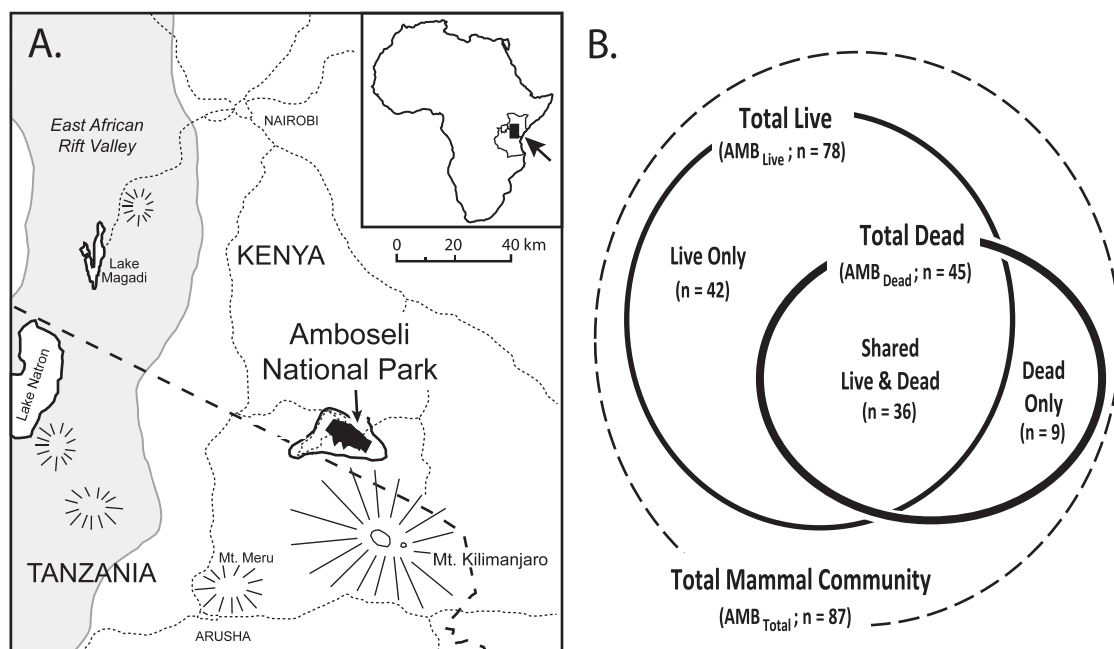 A.
East African
Rift Valley
NAIROBI
Lake
Magadi
KENYA
0 20 40 km
Amboseli
National Park
Lake Natron
Mt. Kilimanjaro
Mt. Meru
TANZANIA
ARUSHA
B.
Total Live
(AMB Live ; n = 78)
Total Dead
(AMB Dead ; n = 45)
Live Only
(n = 42)
Shared
Live & Dead
(n = 36)
Dead
Only
(n = 9)
Total Mammal Community
(AMB Total ; n = 87)